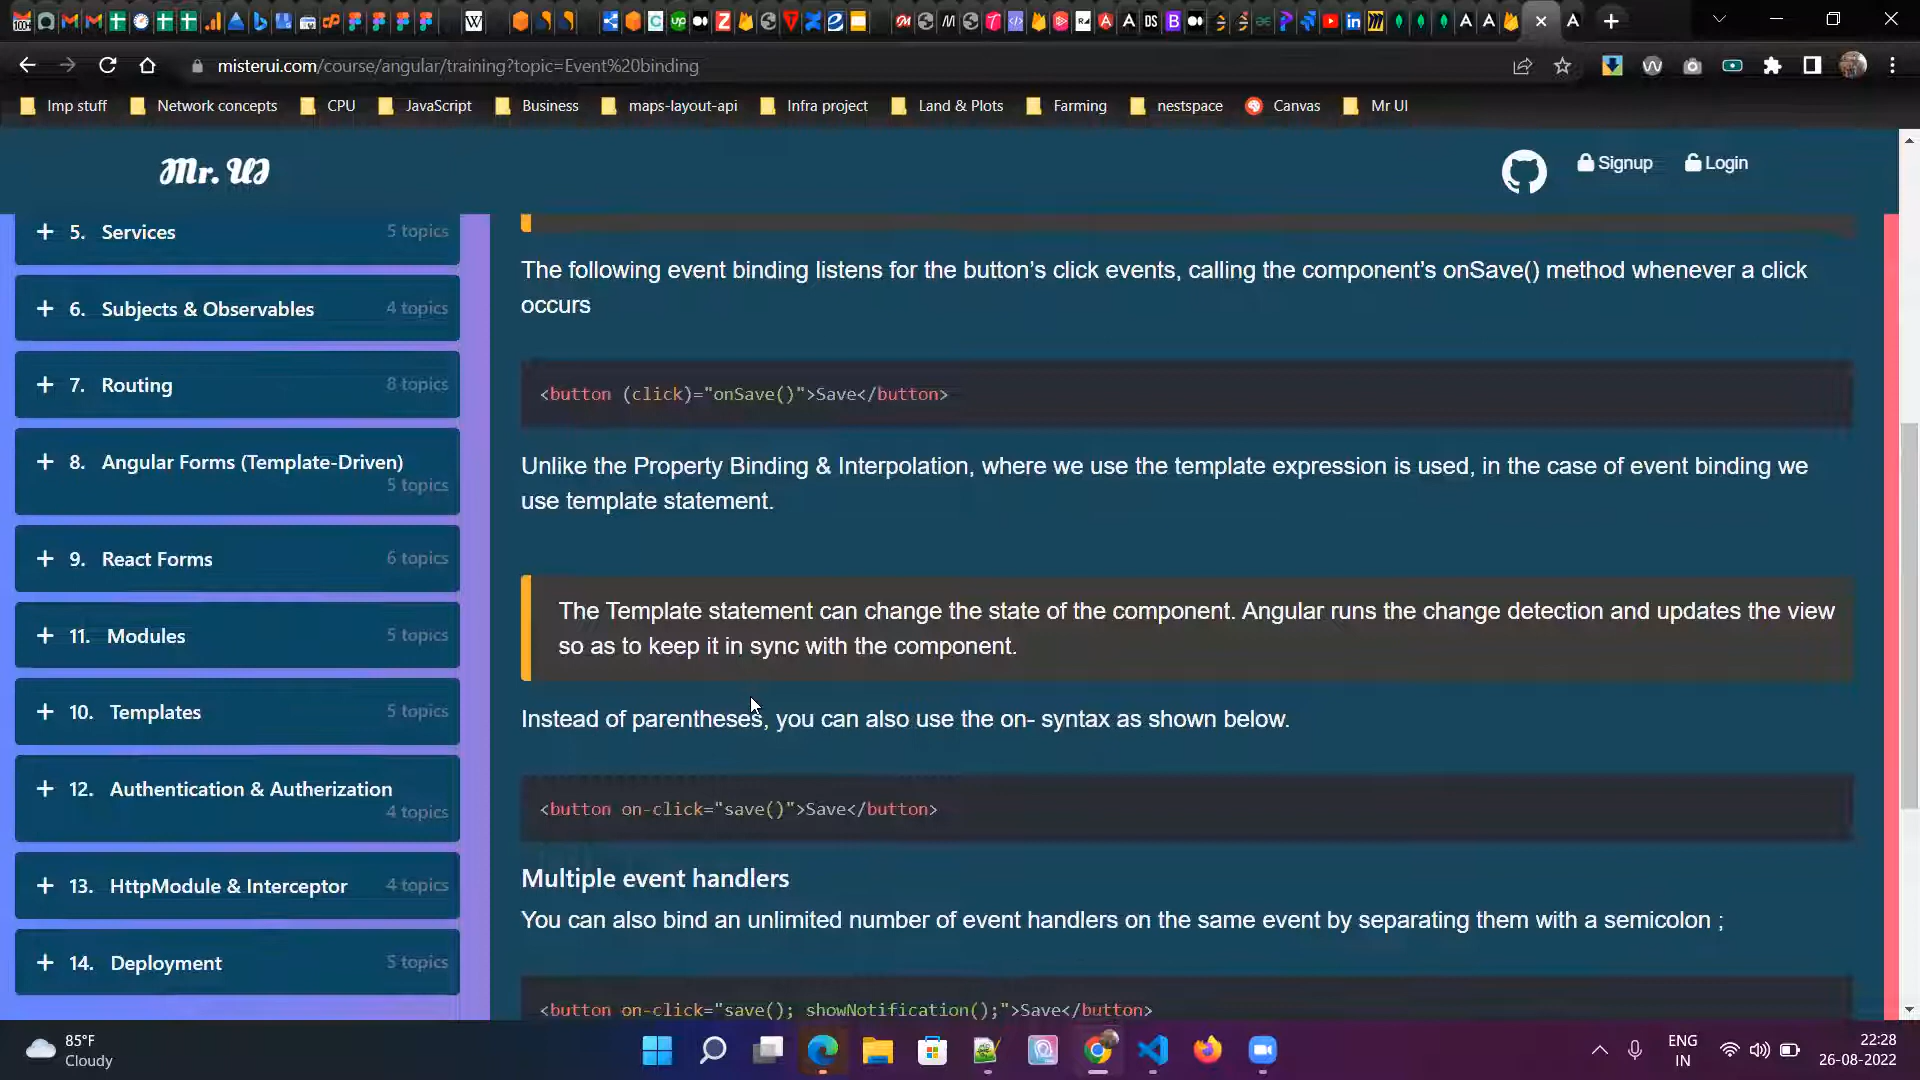 misterui.com/course/angular/training?topic=Event%20binding
Imp stuff
Network concepts
CPU
JavaScript
Business
maps-layout-api
Infra project
Land & Plots
Farming
nestspace
Canvas
Mr UI
Mr. UI
Signup
Login
+ 5. Services 5 topics
+ 6. Subjects & Observables 4 topics
+ 7. Routing 8 topics
+ 8. Angular Forms (Template-Driven)
5 topics
+ 9. React Forms 6 topics
+ 11. Modules 5 topics
+ 10. Templates 5 topics
+ 12. Authentication & Autherization
4 topics
+ 13. HttpModule & Interceptor 4 topics
+ 14. Deployment 5 topics
The following event binding listens for the button’s click events, calling the component’s onSave() method whenever a click
occurs
<button (click)="onSave()">Save</button>
Unlike the Property Binding & Interpolation, where we use the template expression is used, in the case of event binding we
use template statement.
The Template statement can change the state of the component. Angular runs the change detection and updates the view
so as to keep it in sync with the component.
Instead of parentheses, you can also use the on- syntax as shown below.
<button on-click="save()">Save</button>
Multiple event handlers
You can also bind an unlimited number of event handlers on the same event by separating them with a semicolon ;
<button on-click="save(); showNotification();">Save</button>
85°F
Cloudy
ENG
IN
22:28
26-08-2022